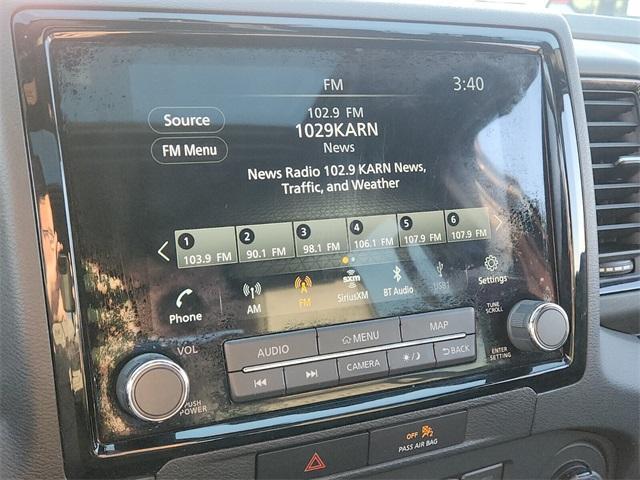 FM
3:40
Source
FM Menu
102.9 FM
1029KARN
News
News Radio 102.9 KARN News,
Traffic, and Weather
1 2 3 4 5 6
103.9 FM 90.1 FM 98.1 FM 106.1 FM 107.9 FM 107.9 FM
Phone
AM
FM
sxm
SiriusXM
BT Audio
USB1
Settings
VOL
PUSH
POWER
AUDIO
MENU
MAP
CAMERA
BACK
TUNE
SCROLL
ENTER
SETTING
OFF
PASS AIR BAG